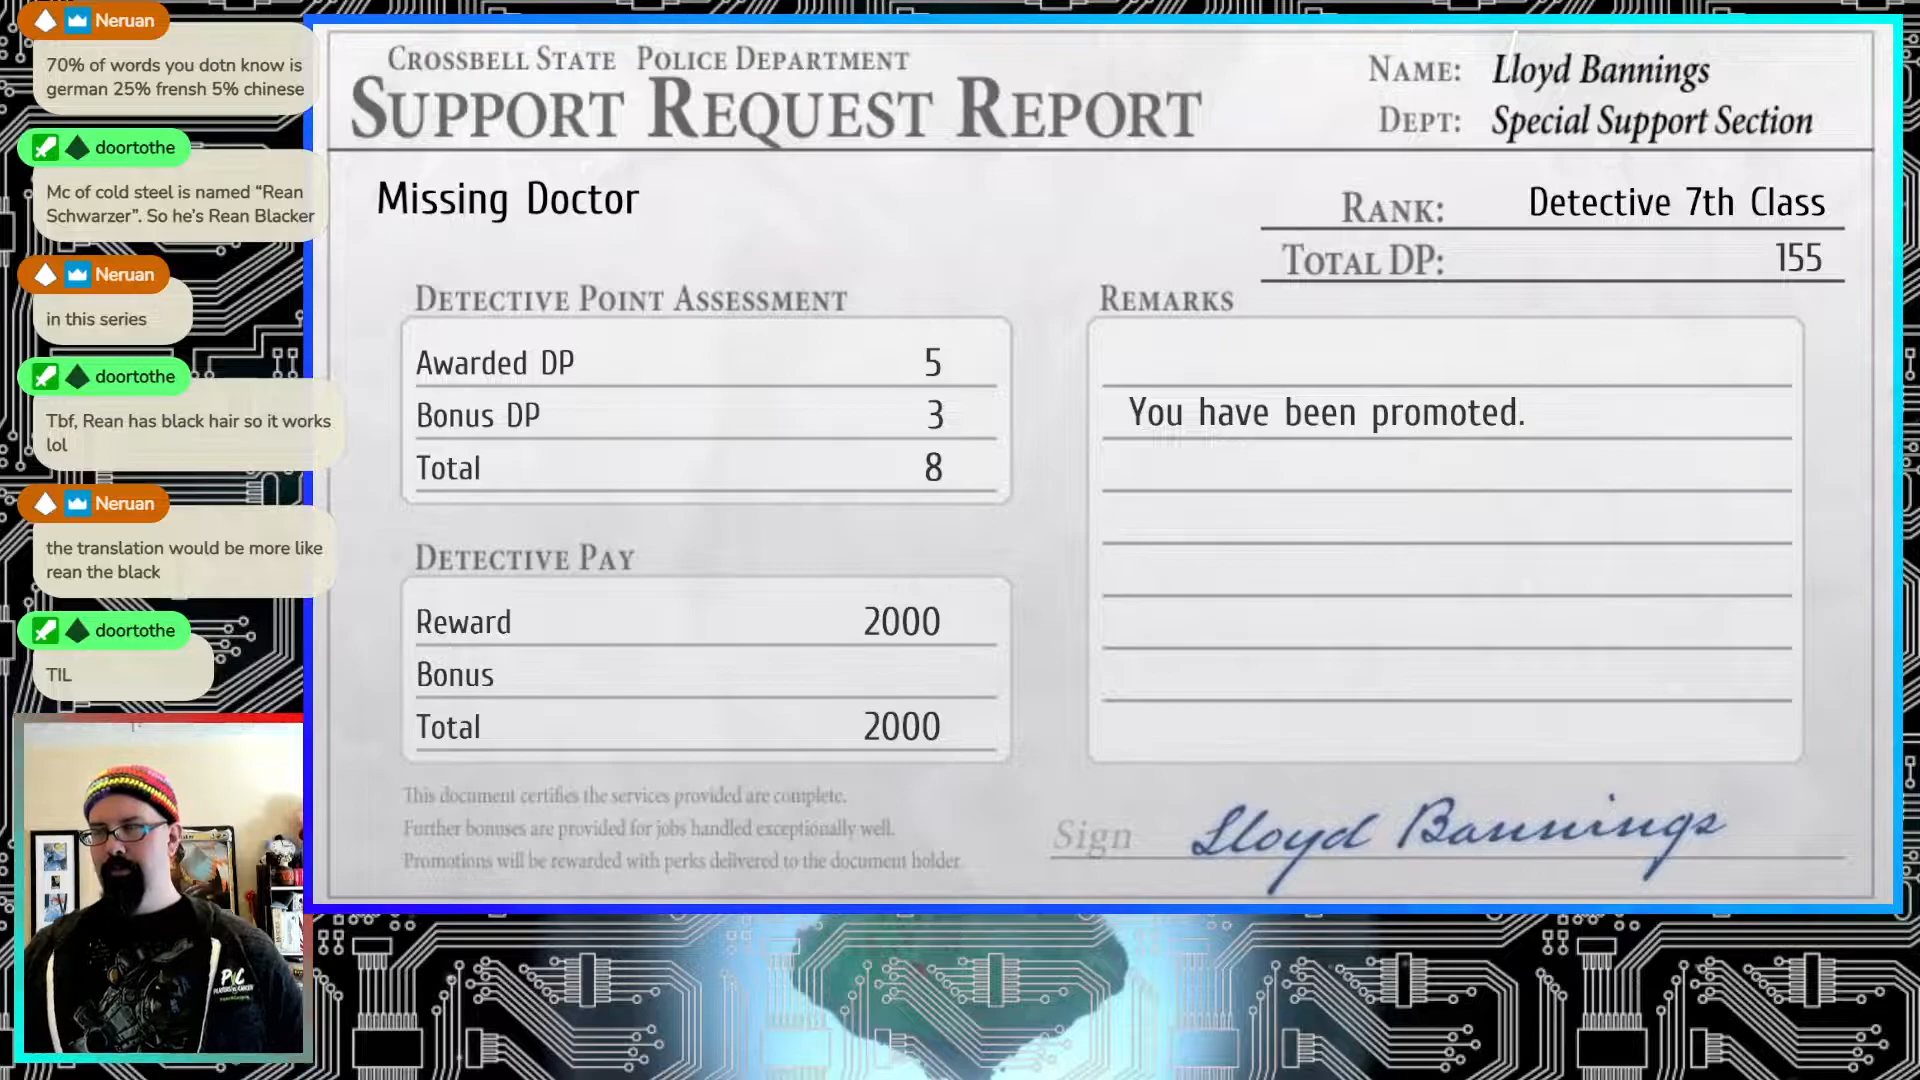 Neruan
70% of words you dotn know is
german 25% frensh 5% chinese
doortothe
Mc of cold steel is named “Rean
Schwarzer”. So he’s Rean Blacker
Neruan
in this series
doortothe
Tbf, Rean has black hair so it works
lol
Neruan
the translation would be more like
rean the black
doortothe
TIL
CROSSBELL STATE POLICE DEPARTMENT
SUPPORT REQUEST REPORT
NAME: Lloyd Bannings
DEPT: Special Support Section
Missing Doctor
RANK: Detective 7th Class
TOTAL DP: 155
DETECTIVE POINT ASSESSMENT
Awarded DP 5
Bonus DP 3
Total 8
DETECTIVE PAY
Reward 2000
Bonus
Total 2000
REMARKS
You have been promoted.
This document certifies the services provided are complete.
Further bonuses are provided for jobs handled exceptionally well.
Promotions will be rewarded with perks delivered to the document holder.
Sign Lloyd Bannings